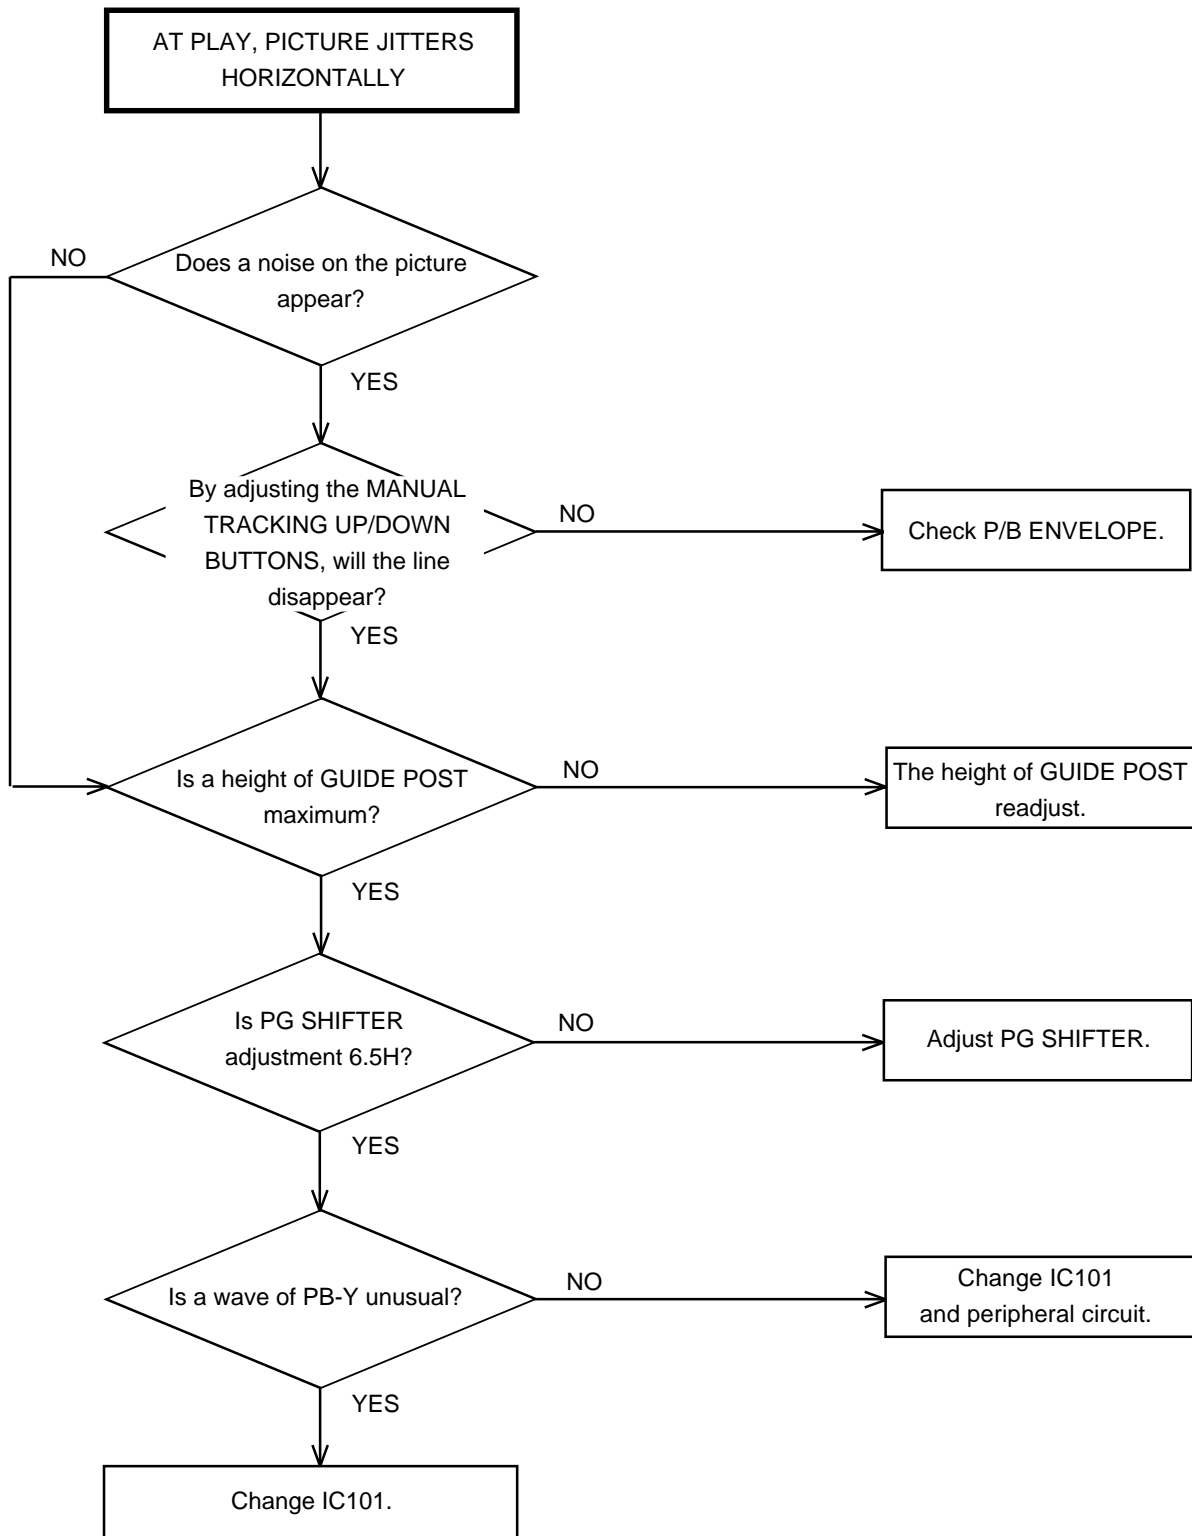 AT PLAY, PICTURE JITTERS
HORIZONTALLY
NO
Does a noise on the picture
appear?
YES
By adjusting the MANUAL
TRACKING UP/DOWN
BUTTONS, will the line
disappear?
NO
Check P/B ENVELOPE.
YES
Is a height of GUIDE POST
maximum?
NO
The height of GUIDE POST
readjust.
YES
Is PG SHIFTER
adjustment 6.5H?
NO
Adjust PG SHIFTER.
YES
Is a wave of PB-Y unusual?
NO
Change IC101
and peripheral circuit.
YES
Change IC101.